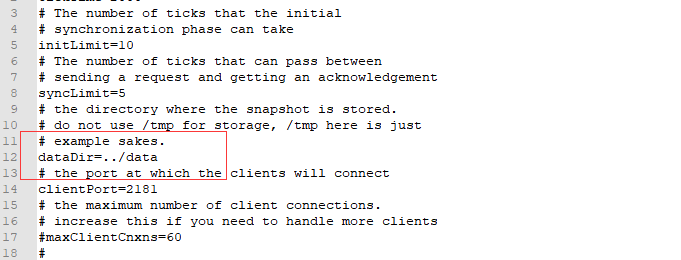 3 # The number of ticks that the initial
4 # synchronization phase can take
5 initLimit=10
6 # The number of ticks that can pass between
7 # sending a request and getting an acknowledgement
8 syncLimit=5
9 # the directory where the snapshot is stored.
10 # do not use /tmp for storage, /tmp here is just
11 # example sakes.
12 dataDir=../data
13 # the port at which the clients will connect
14 clientPort=2181
15 # the maximum number of client connections.
16 # increase this if you need to handle more clients
17 #maxClientCnxns=60
18 #